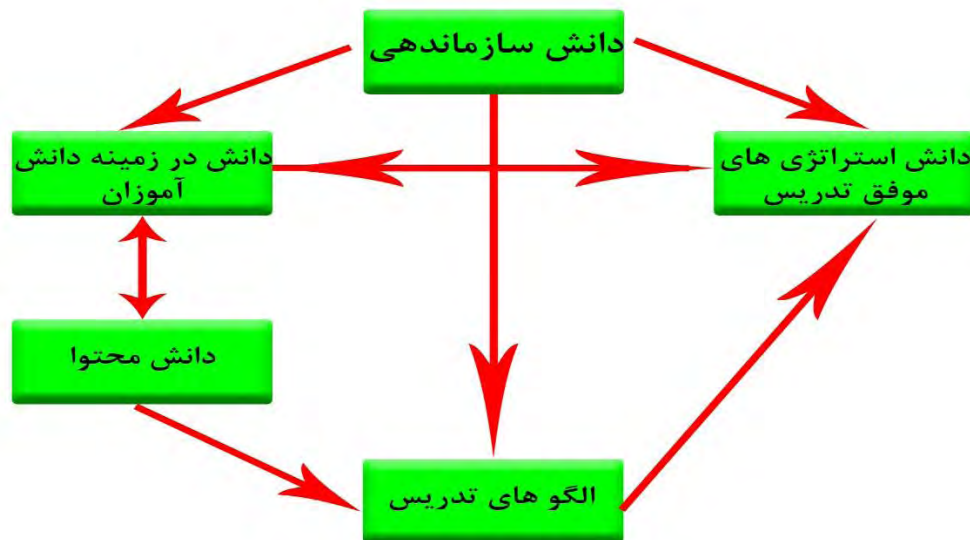 دانش سازماندهی
دانش در زمینه دانش
آموزان
دانش استراتژی های
موفق تدریس
دانش محتوا
الگو های تدریس